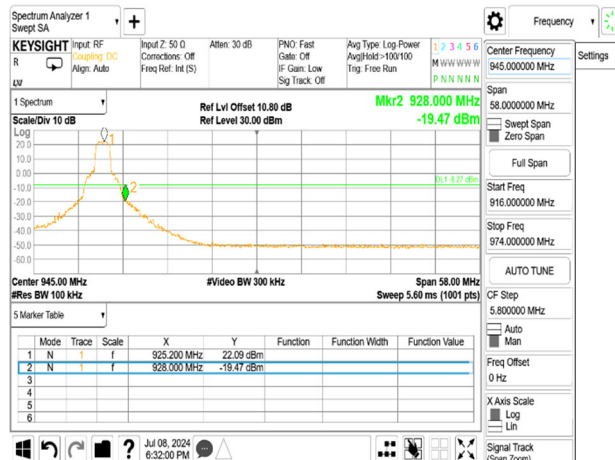 Spectrum Analyzer 1
Swept SA
Frequency
KEYSIGHT
R
Input: RF
Coupling: DC
Align: Auto
Input Z: 50 Ω
Corrections: Off
Freq Ref: Int (S)
Atten: 30 dB
PNO: Fast
Gate: Off
IF Gain: Low
Sig Track: Off
Avg Type: Log-Power
Avg|Hold:>100/100
Trig: Free Run
1 2 3 4 5 6
M W W W W W
P N N N N N
Center Frequency
945.000000 MHz
Settings
Span
58.0000000 MHz
Swept Span
Zero Span
Full Span
Start Freq
916.000000 MHz
Stop Freq
974.000000 MHz
AUTO TUNE
CF Step
5.800000 MHz
Auto
Man
Freq Offset
0 Hz
X Axis Scale
Log
Lin
Signal Track
(Span Zoom)
1 Spectrum
Scale/Div 10 dB
Ref Lvl Offset 10.80 dB
Ref Level 30.00 dBm
Mkr2 928.000 MHz
-19.47 dBm
Log
20.0
10.0
0.00
-10.0
-20.0
-30.0
-40.0
-50.0
-60.0
1
2
DL1 -8.27 dBm
Center 945.00 MHz
#Video BW 300 kHz
Span 58.00 MHz
#Res BW 100 kHz
Sweep 5.60 ms (1001 pts)
5 Marker Table
Mode Trace Scale X Y Function Function Width Function Value
1 N 1 f 925.200 MHz 22.09 dBm
2 N 1 f 928.000 MHz -19.47 dBm
3
4
5
6
?
Jul 08, 2024
6:32:00 PM